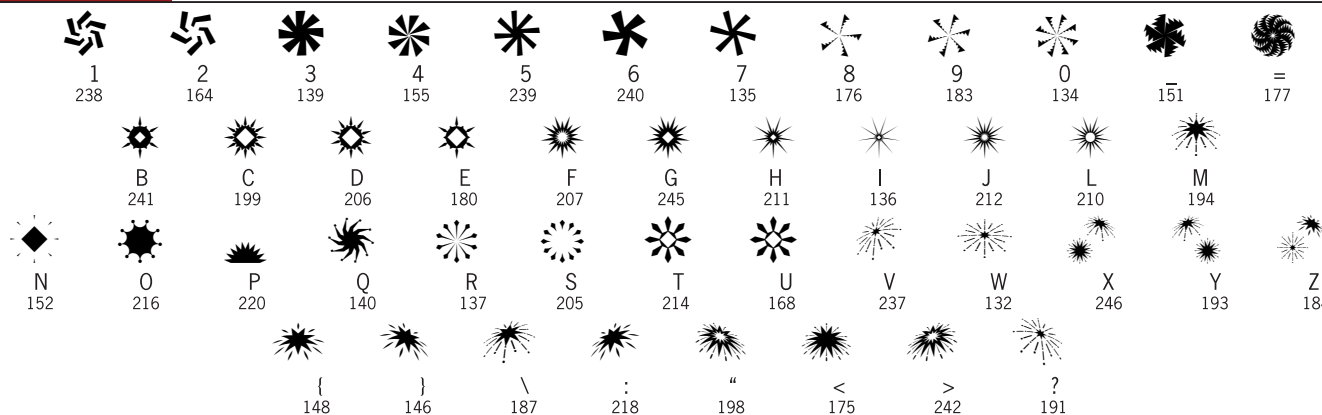 1 2 3 4 5 6 7 8 9 0 _ =
238 164 139 155 239 240 135 176 183 134 151 177
B C D E F G H I J L M
241 199 206 180 207 245 211 136 212 210 194
N O P Q R S T U V W X Y Z
152 216 220 140 137 205 214 168 237 132 246 193
{ } \ : “ < > ?
148 146 187 218 198 175 242 191